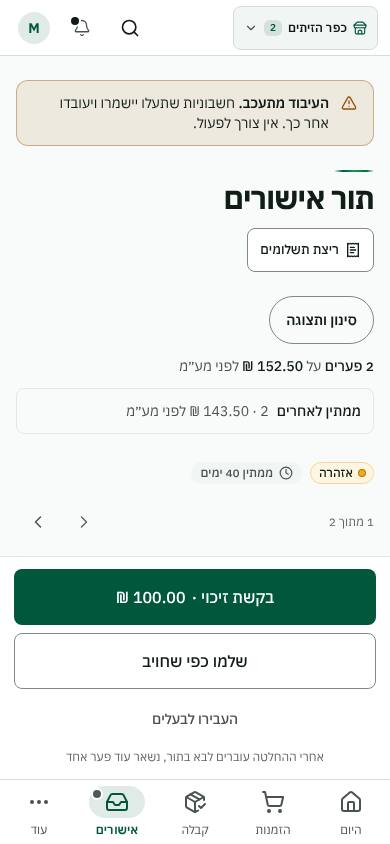 כפר הזיתים 2
M
העיבוד מתעכב. חשבוניות שתעלו יישמרו ויעובדו
אחר כך. אין צורך לפעול.
תור אישורים
ריצת תשלומים
סינון ותצוגה
2 פערים על 152.50 ₪ לפני מע״מ
ממתין לאחרים 2 · 143.50 ₪ לפני מע״מ
אזהרה
ממתין 40 ימים
1 מתוך 2
בקשת זיכוי · 100.00 ₪
שלמו כפי שחויב
העבירו לבעלים
אחרי ההחלטה עוברים לבא בתור, נשאר עוד פער אחד
היום
הזמנות
קבלה
אישורים
עוד